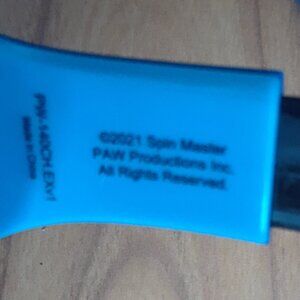 ©2021 Spin Master
PAW Productions Inc.
All Rights Reserved.
Made in China